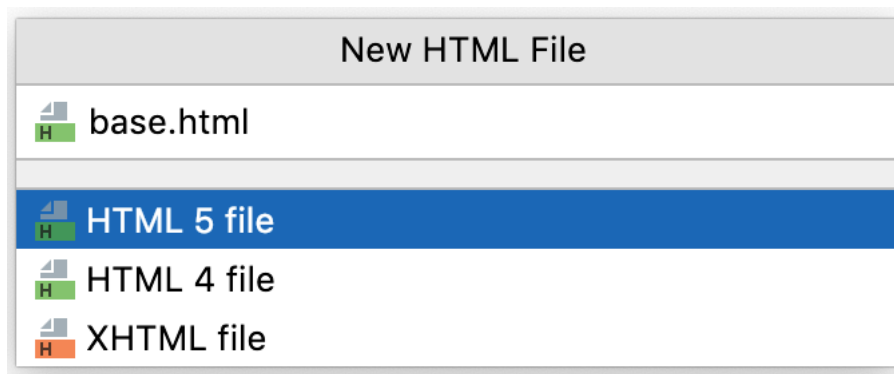 New HTML File
H base.html
H HTML 5 file
H HTML 4 file
H XHTML file